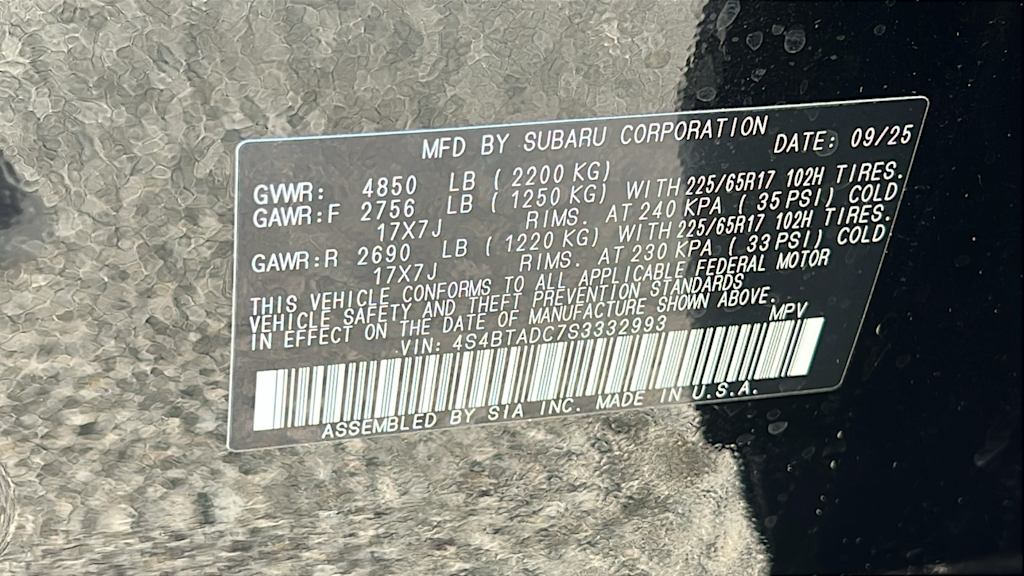 MFD BY SUBARU CORPORATION DATE: 09/25
GVWR: 4850 LB (2200 KG)
GAWR:F 2756 LB (1250 KG) WITH 225/65R17 102H TIRES.
17X7J RIMS. AT 240 KPA (35 PSI) COLD
GAWR:R 2690 LB (1220 KG) WITH 225/65R17 102H TIRES.
17X7J RIMS. AT 230 KPA (33 PSI) COLD
THIS VEHICLE CONFORMS TO ALL APPLICABLE FEDERAL MOTOR
VEHICLE SAFETY AND THEFT PREVENTION STANDARDS
IN EFFECT ON THE DATE OF MANUFACTURE SHOWN ABOVE.
VIN: 4S4BTADC7S3332993 MPV
ASSEMBLED BY SIA INC. MADE IN U.S.A.